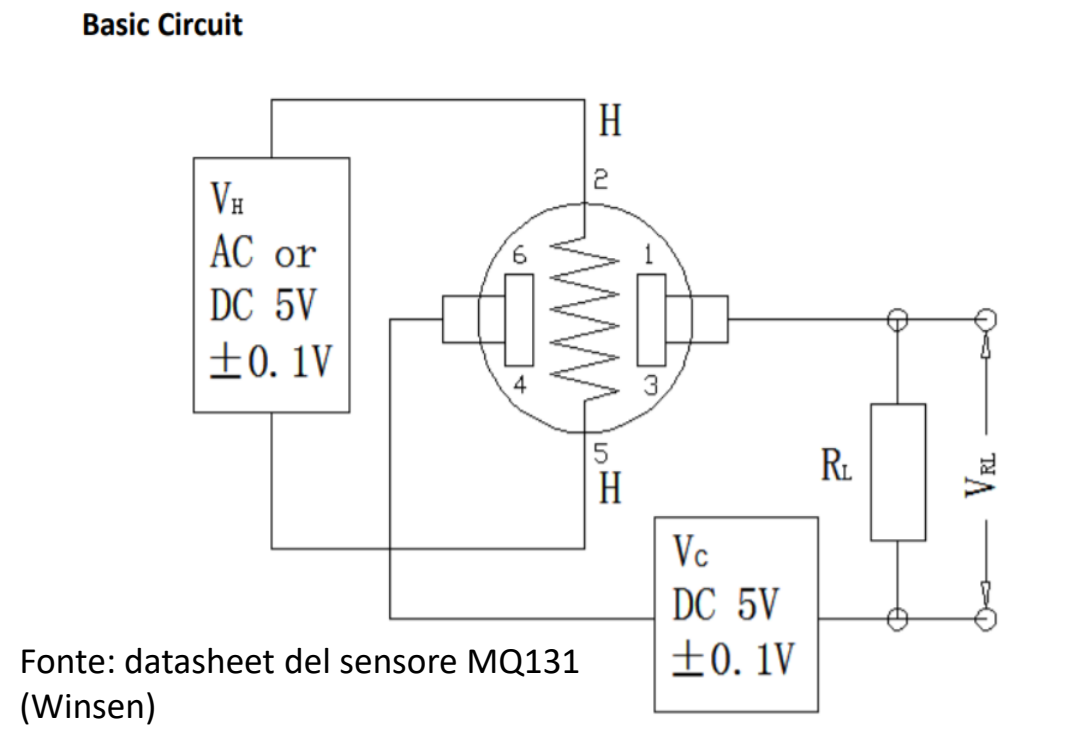 Basic Circuit
H
2
VH
AC or
DC 5V
±0.1V
6
1
4
3
5
H
RL
VRL
Vc
DC 5V
±0.1V
Fonte: datasheet del sensore MQ131
(Winsen)